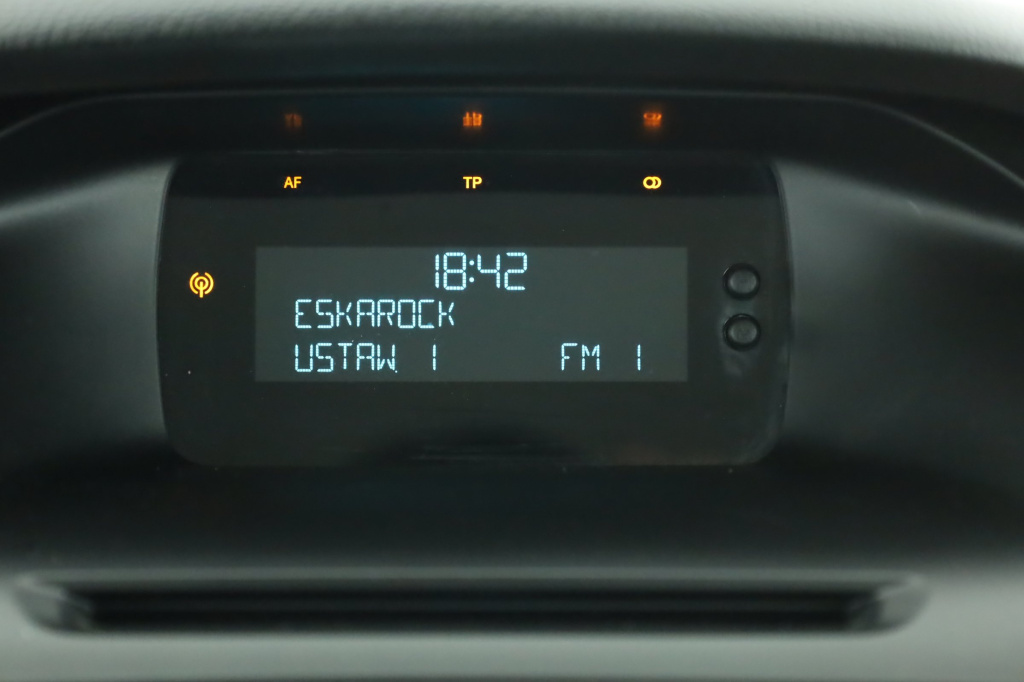 AF TP
18:42
ESKAROCK
USTAW 1 FM 1